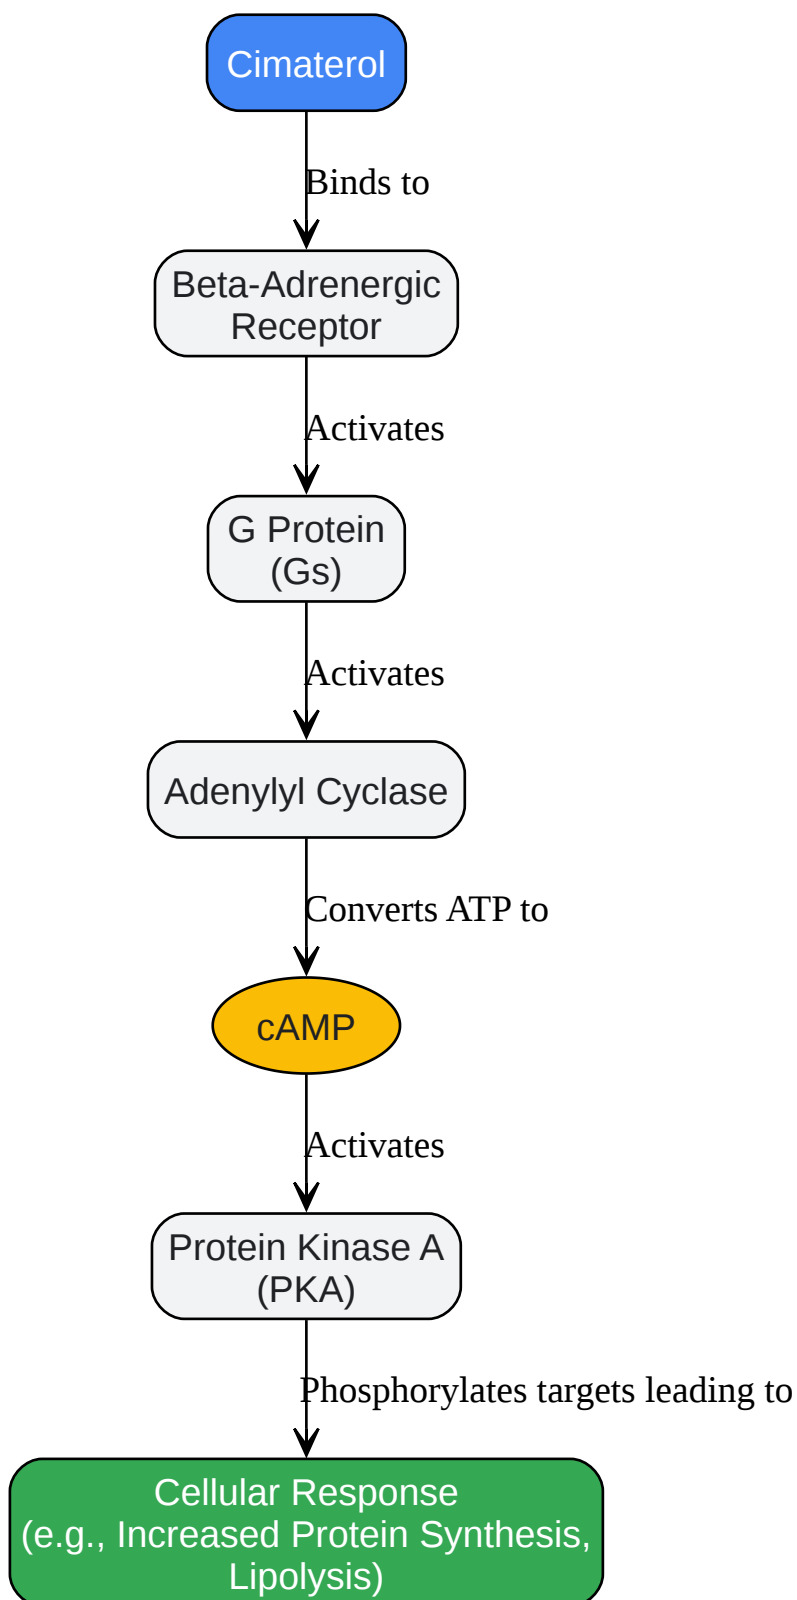 Cimaterol
Binds to
Beta-Adrenergic
Receptor
Activates
G Protein
(Gs)
Activates
Adenylyl Cyclase
Converts ATP to
cAMP
Activates
Protein Kinase A
(PKA)
Phosphorylates targets leading to
Cellular Response
(e.g., Increased Protein Synthesis,
Lipolysis)